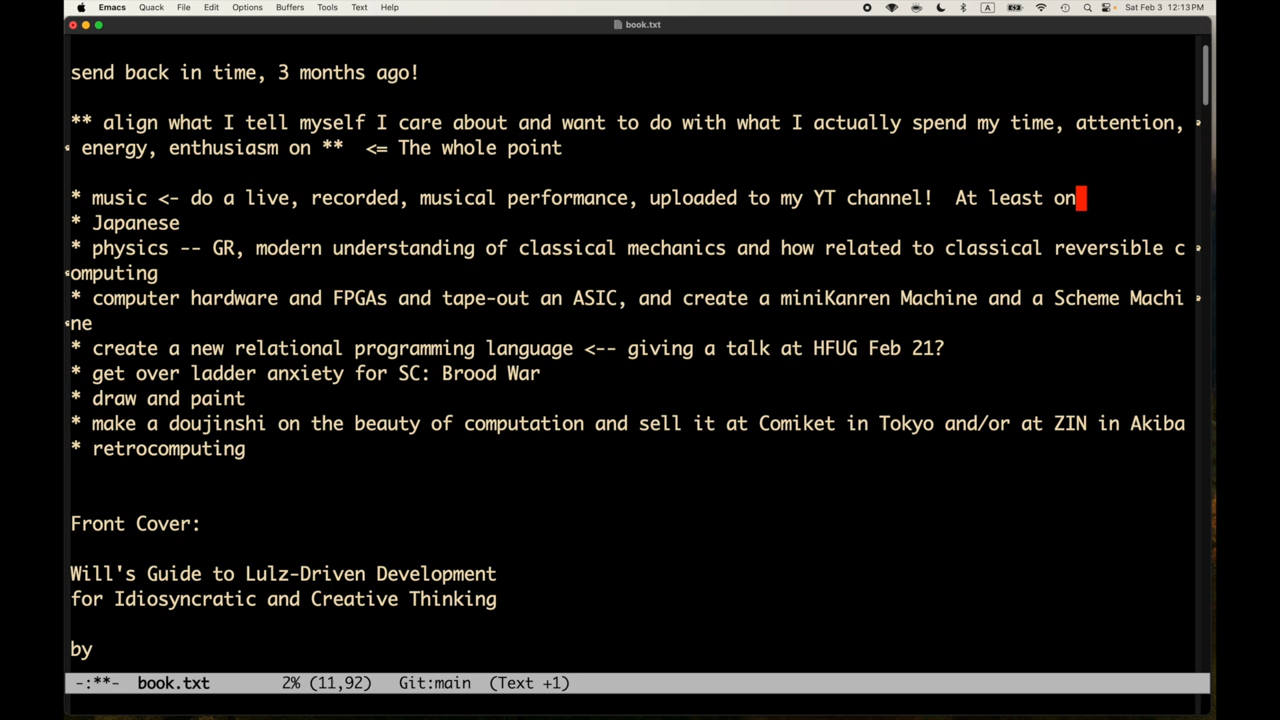 Emacs Quack File Edit Options Buffers Tools Text Help A Sat Feb 3 12:13 PM
book.txt
send back in time, 3 months ago!
** align what I tell myself I care about and want to do with what I actually spend my time, attention,
energy, enthusiasm on ** <= The whole point
* music <- do a live, recorded, musical performance, uploaded to my YT channel! At least on
* Japanese
* physics -- GR, modern understanding of classical mechanics and how related to classical reversible c
omputing
* computer hardware and FPGAs and tape-out an ASIC, and create a miniKanren Machine and a Scheme Machi
ne
* create a new relational programming language <-- giving a talk at HFUG Feb 21?
* get over ladder anxiety for SC: Brood War
* draw and paint
* make a doujinshi on the beauty of computation and sell it at Comiket in Tokyo and/or at ZIN in Akiba
* retrocomputing
Front Cover:
Will's Guide to Lulz-Driven Development
for Idiosyncratic and Creative Thinking
by
-:**- book.txt 2% (11,92) Git:main (Text +1)